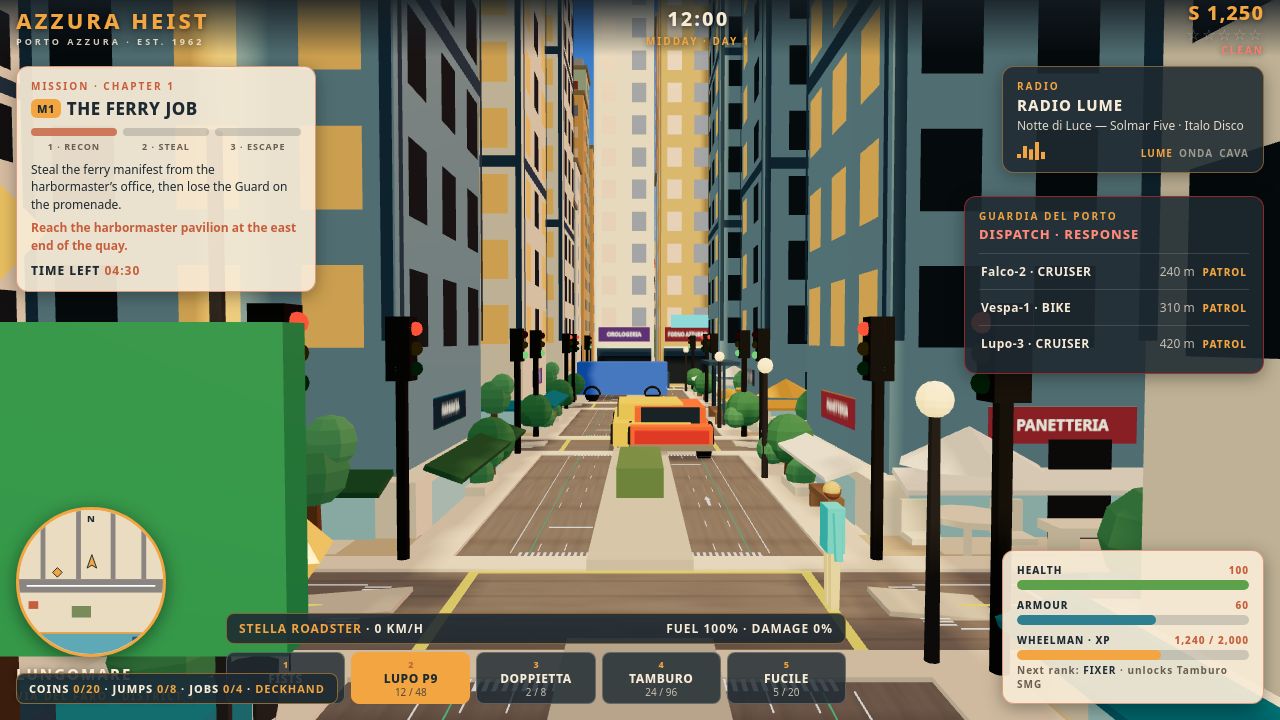 AZZURA HEIST
PORTO AZZURA · EST. 1962
12:00
MIDDAY · DAY 1
S 1,250
☆☆☆☆☆
CLEAN
MISSION · CHAPTER 1
M1 THE FERRY JOB
1 · RECON 2 · STEAL 3 · ESCAPE
Steal the ferry manifest from the
harbormaster’s office, then lose the Guard on
the promenade.
Reach the harbormaster pavilion at the east
end of the quay.
TIME LEFT 04:30
RADIO
RADIO LUME
Notte di Luce — Solmar Five · Italo Disco
LUME ONDA CAVA
GUARDIA DEL PORTO
DISPATCH · RESPONSE
Falco-2 · CRUISER 240 m PATROL
Vespa-1 · BIKE 310 m PATROL
Lupo-3 · CRUISER 420 m PATROL
OROLOGERIA
PANETTERIA
N
LUNGOMARE
COINS 0/20 · JUMPS 0/8 · JOBS 0/4 · DECKHAND
STELLA ROADSTER · 0 KM/H FUEL 100% · DAMAGE 0%
1
FISTS
2
LUPO P9
12 / 48
3
DOPPIETTA
2 / 8
4
TAMBURO
24 / 96
5
FUCILE
5 / 20
HEALTH 100
ARMOUR 60
WHEELMAN · XP 1,240 / 2,000
Next rank: FIXER · unlocks Tamburo
SMG